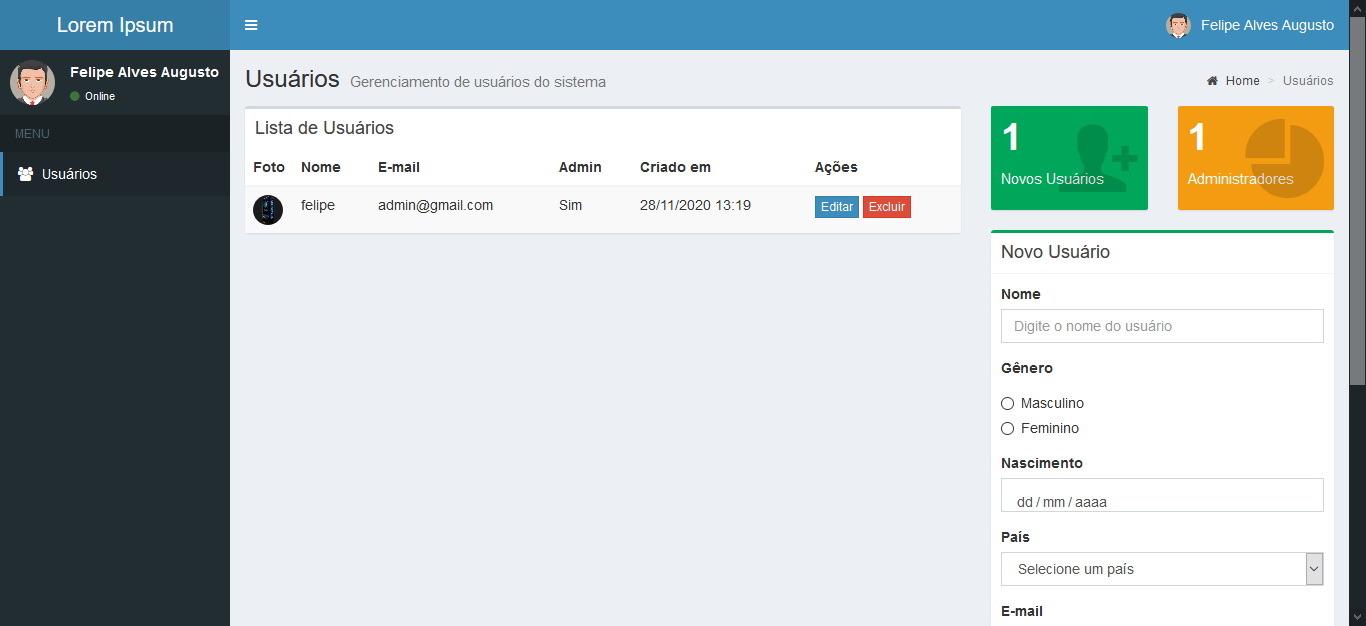 Lorem Ipsum
Felipe Alves Augusto
Felipe Alves Augusto
Online
MENU
Usuários
Usuários Gerenciamento de usuários do sistema
Home > Usuários
Lista de Usuários
Foto Nome E-mail Admin Criado em Ações
felipe admin@gmail.com Sim 28/11/2020 13:19 Editar Excluir
1
Novos Usuários
1
Administradores
Novo Usuário
Nome
Digite o nome do usuário
Gênero
Masculino
Feminino
Nascimento
dd / mm / aaaa
País
Selecione um país
E-mail